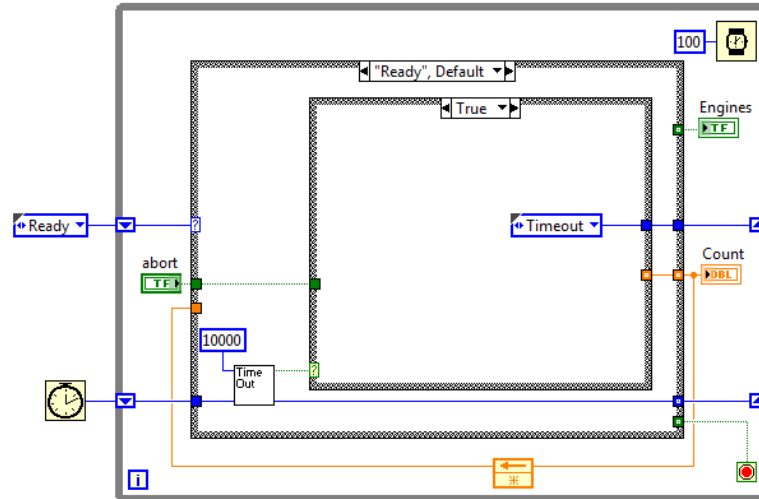 100
"Ready", Default
True
Engines
TF
Ready
Timeout
abort
TF
Count
DBL
10000
Time
Out
?
?
i